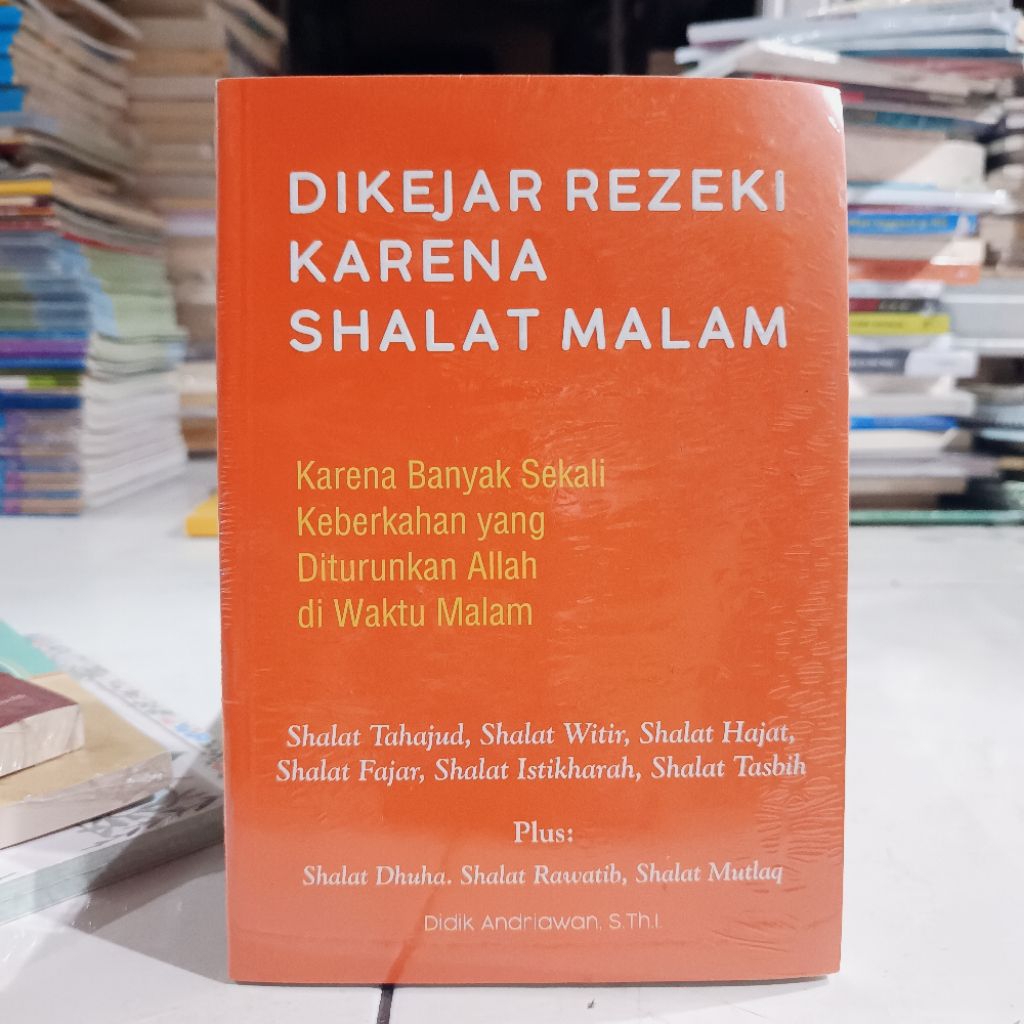 DIKEJAR REZEKI
KARENA
SHALAT MALAM
Karena Banyak Sekali
Keberkahan yang
Diturunkan Allah
di Waktu Malam
Shalat Tahajud, Shalat Witir, Shalat Hajat,
Shalat Fajar, Shalat Istikharah, Shalat Tasbih
Plus:
Shalat Dhuha. Shalat Rawatib, Shalat Mutlaq
Didik Andriawan, S.Th.I.